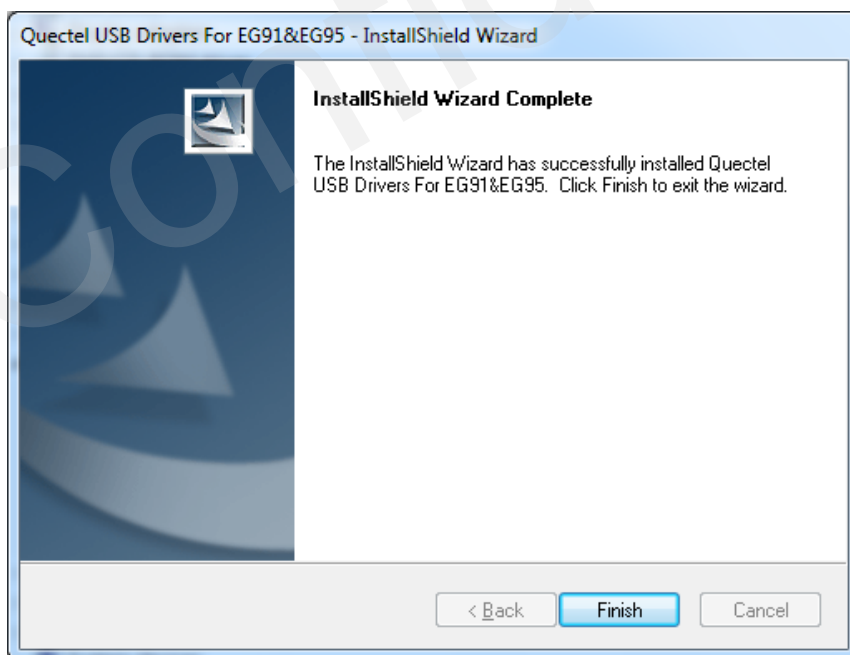 Quectel USB Drivers For EG91&EG95 - InstallShield Wizard
InstallShield Wizard Complete
The InstallShield Wizard has successfully installed Quectel
USB Drivers For EG91&EG95.  Click Finish to exit the wizard.
< Back
Finish
Cancel